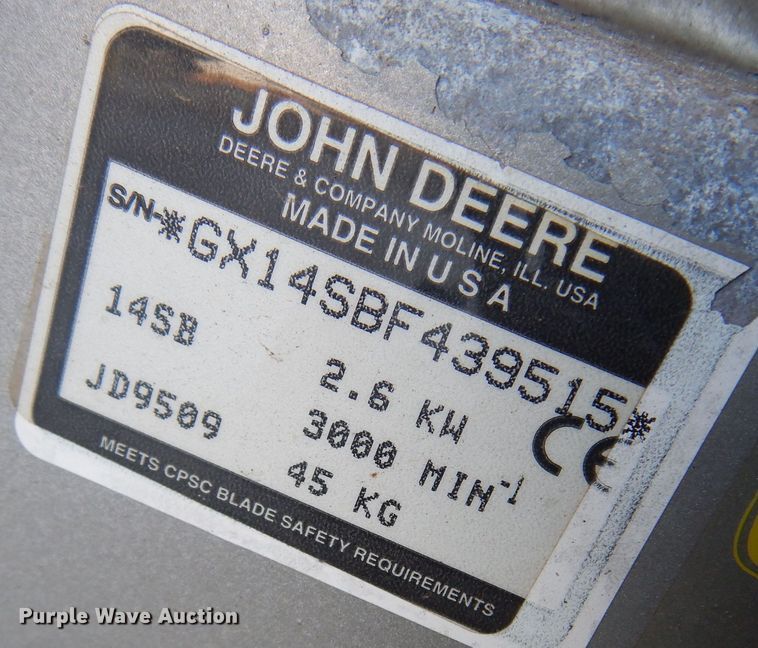 JOHN DEERE
DEERE & COMPANY MOLINE, ILL. USA
MADE IN U S A
S/N-*GX14SBF439515*
14SB 2.6 KW
JD9509 3000 MIN-1
45 KG
CE
MEETS CPSC BLADE SAFETY REQUIREMENTS
Purple Wave Auction